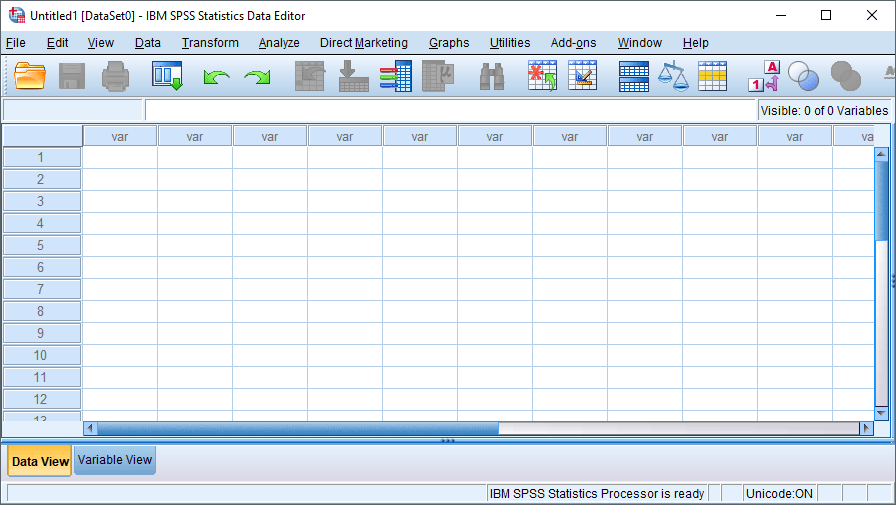 Untitled1 [DataSet0] - IBM SPSS Statistics Data Editor
File Edit View Data Transform Analyze Direct Marketing Graphs Utilities Add-ons Window Help
μ 1 A
Visible: 0 of 0 Variables
var var var var var var var var var var va
1
2
3
4
5
6
7
8
9
10
11
12
13
Data View Variable View
IBM SPSS Statistics Processor is ready Unicode:ON